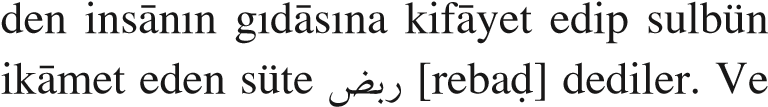 den insānın gıdāsına kifāyet edip sulbün
ikāmet eden süte ربض [rebaḍ] dediler. Ve